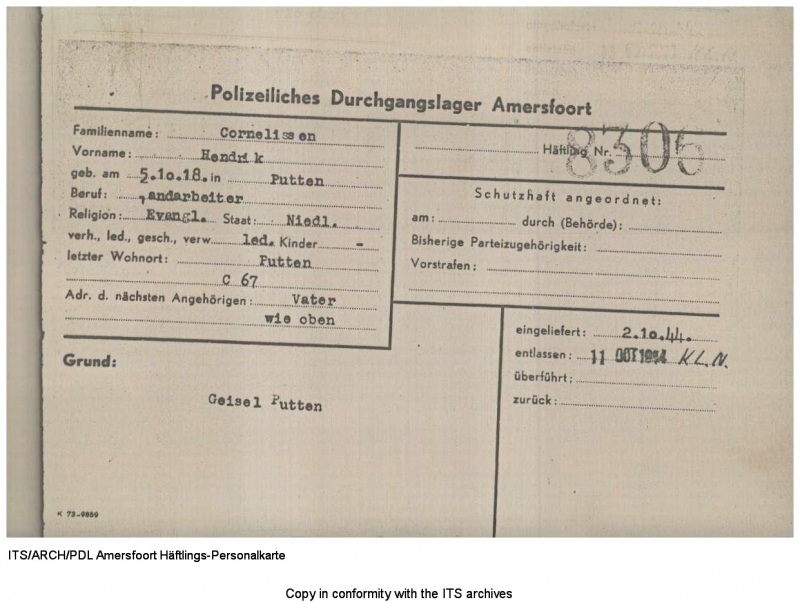 Polizeiliches Durchgangslager Amersfoort
Familienname: Cornelissen
Vorname: Hendrik
geb. am 5.10.18. in Putten
Beruf: andarbeiter
Religion: Evangl. Staat: Niedl.
verh., led., gesch., verw. led. Kinder -
letzter Wohnort: Putten
C 67
Adr. d. nächsten Angehörigen: Vater
wie oben
Häftling Nr. 8305
Schutzhaft angeordnet:
am: durch (Behörde):
Bisherige Parteizugehörigkeit:
Vorstrafen:
Grund:
Geisel Putten
eingeliefert: 2.10.44.
entlassen: 11 OCT 1944 K.L.N.
überführt:
zurück:
K 73-9859
ITS/ARCH/PDL Amersfoort Häftlings-Personalkarte
Copy in conformity with the ITS archives